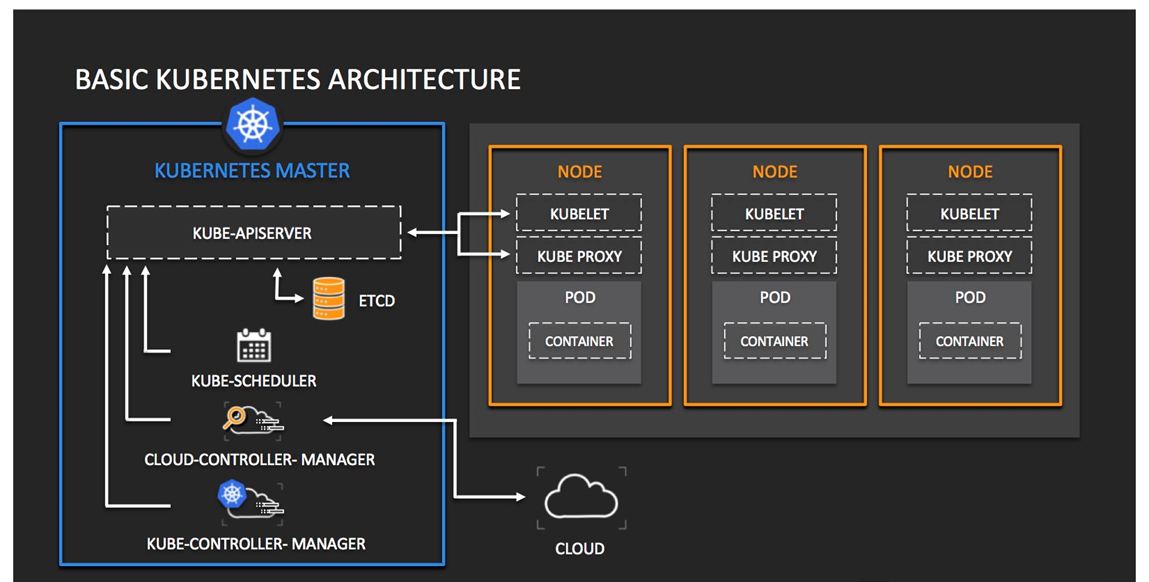 BASIC KUBERNETES ARCHITECTURE
KUBERNETES MASTER
KUBE-APISERVER
ETCD
KUBE-SCHEDULER
CLOUD-CONTROLLER- MANAGER
KUBE-CONTROLLER- MANAGER
NODE
KUBELET
KUBE PROXY
POD
CONTAINER
NODE
KUBELET
KUBE PROXY
POD
CONTAINER
NODE
KUBELET
KUBE PROXY
POD
CONTAINER
CLOUD